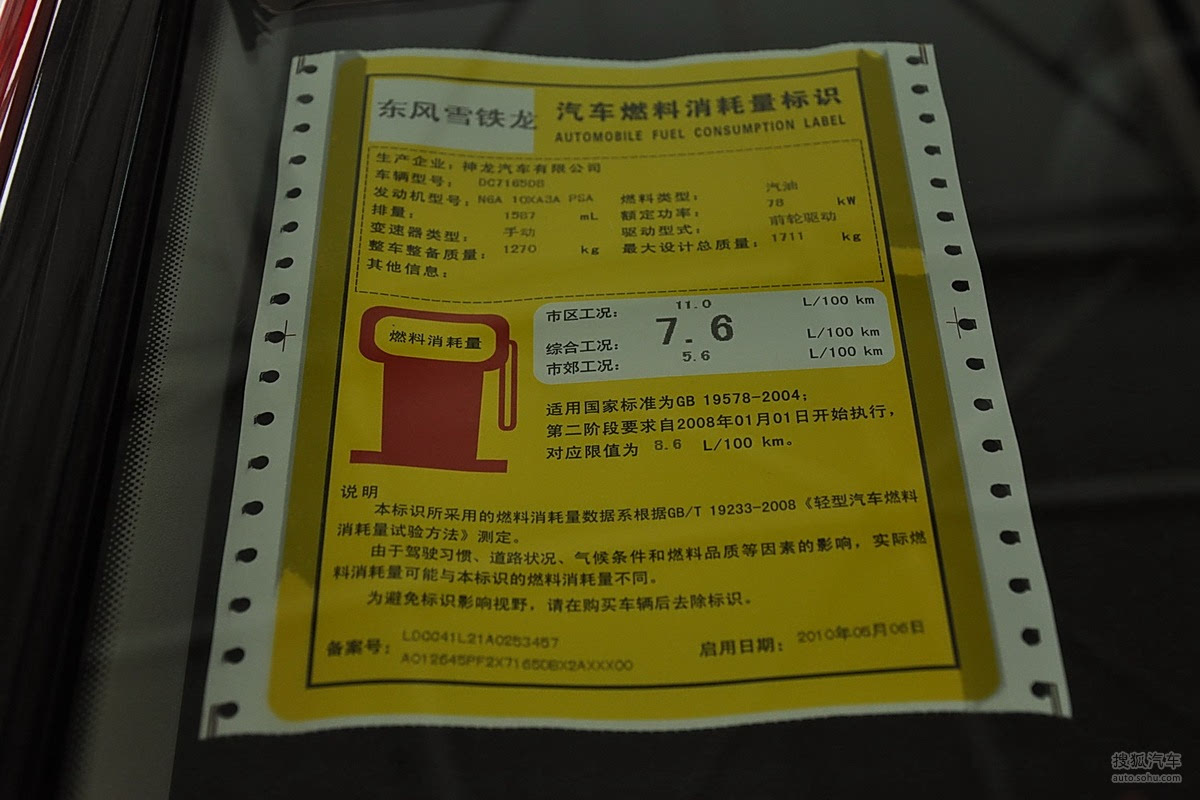 东风雪铁龙
汽车燃料消耗量标识
AUTOMOBILE FUEL CONSUMPTION LABEL
生产企业：神龙汽车有限公司
车辆型号： DC7165DB
发动机型号：N6A 10XA3A PSA 燃料类型： 汽油
排量： 1587 mL 额定功率： 78 kW
变速器类型： 手动 驱动型式： 前轮驱动
整车整备质量： 1270 kg 最大设计总质量： 1711 kg
其他信息：
燃料消耗量
市区工况： 11.0 L/100 km
综合工况： 7.6 L/100 km
市郊工况： 5.6 L/100 km
适用国家标准为GB 19578-2004；
第二阶段要求自2008年01月01日开始执行，
对应限值为 8.6 L/100 km。
说明
本标识所采用的燃料消耗量数据系根据GB/T 19233-2008《轻型汽车燃料
消耗量试验方法》测定。
由于驾驶习惯、道路状况、气候条件和燃料品质等因素的影响，实际燃
料消耗量可能与本标识的燃料消耗量不同。
为避免标识影响视野，请在购买车辆后去除标识。
备案号： LDCC41L21A0253457
A012645PF2X7165DBX2AXXX00
启用日期： 2010年05月06日
搜狐汽车
auto.sohu.com